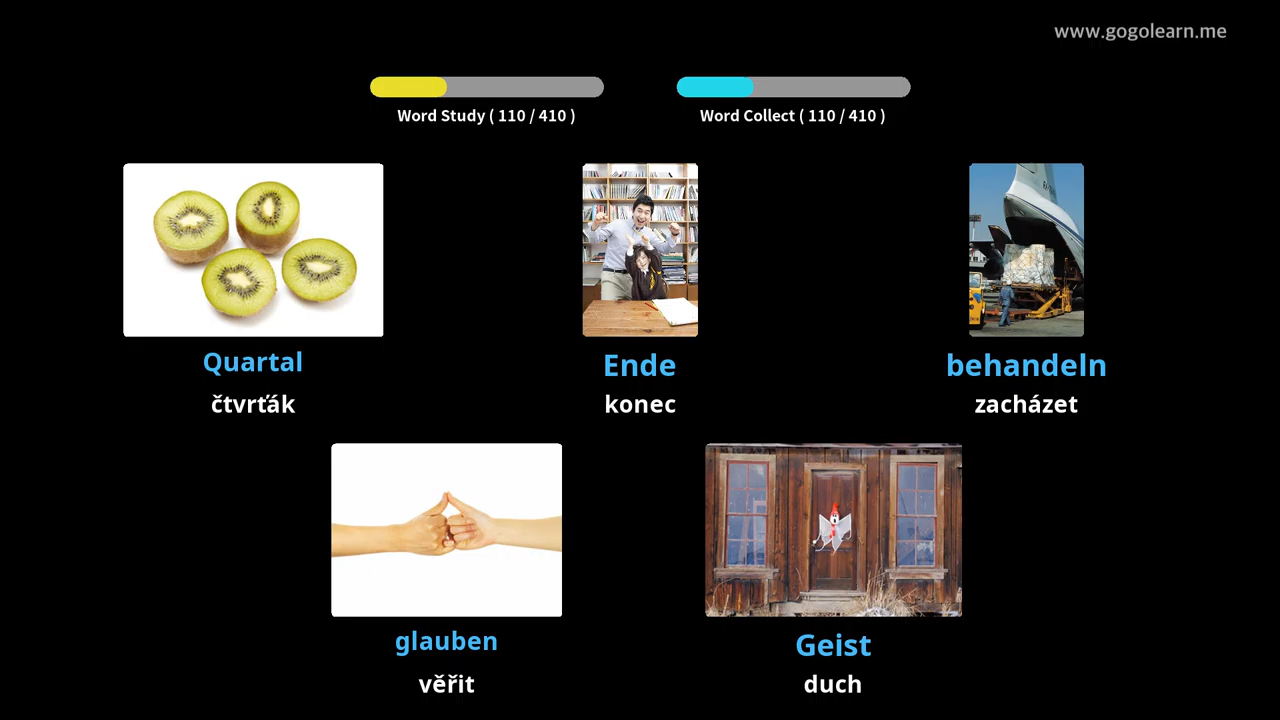 www.gogolearn.me
Word Study ( 110 / 410 )
Word Collect ( 110 / 410 )
Quartal
čtvrťák
Ende
konec
behandeln
zacházet
glauben
věřit
Geist
duch